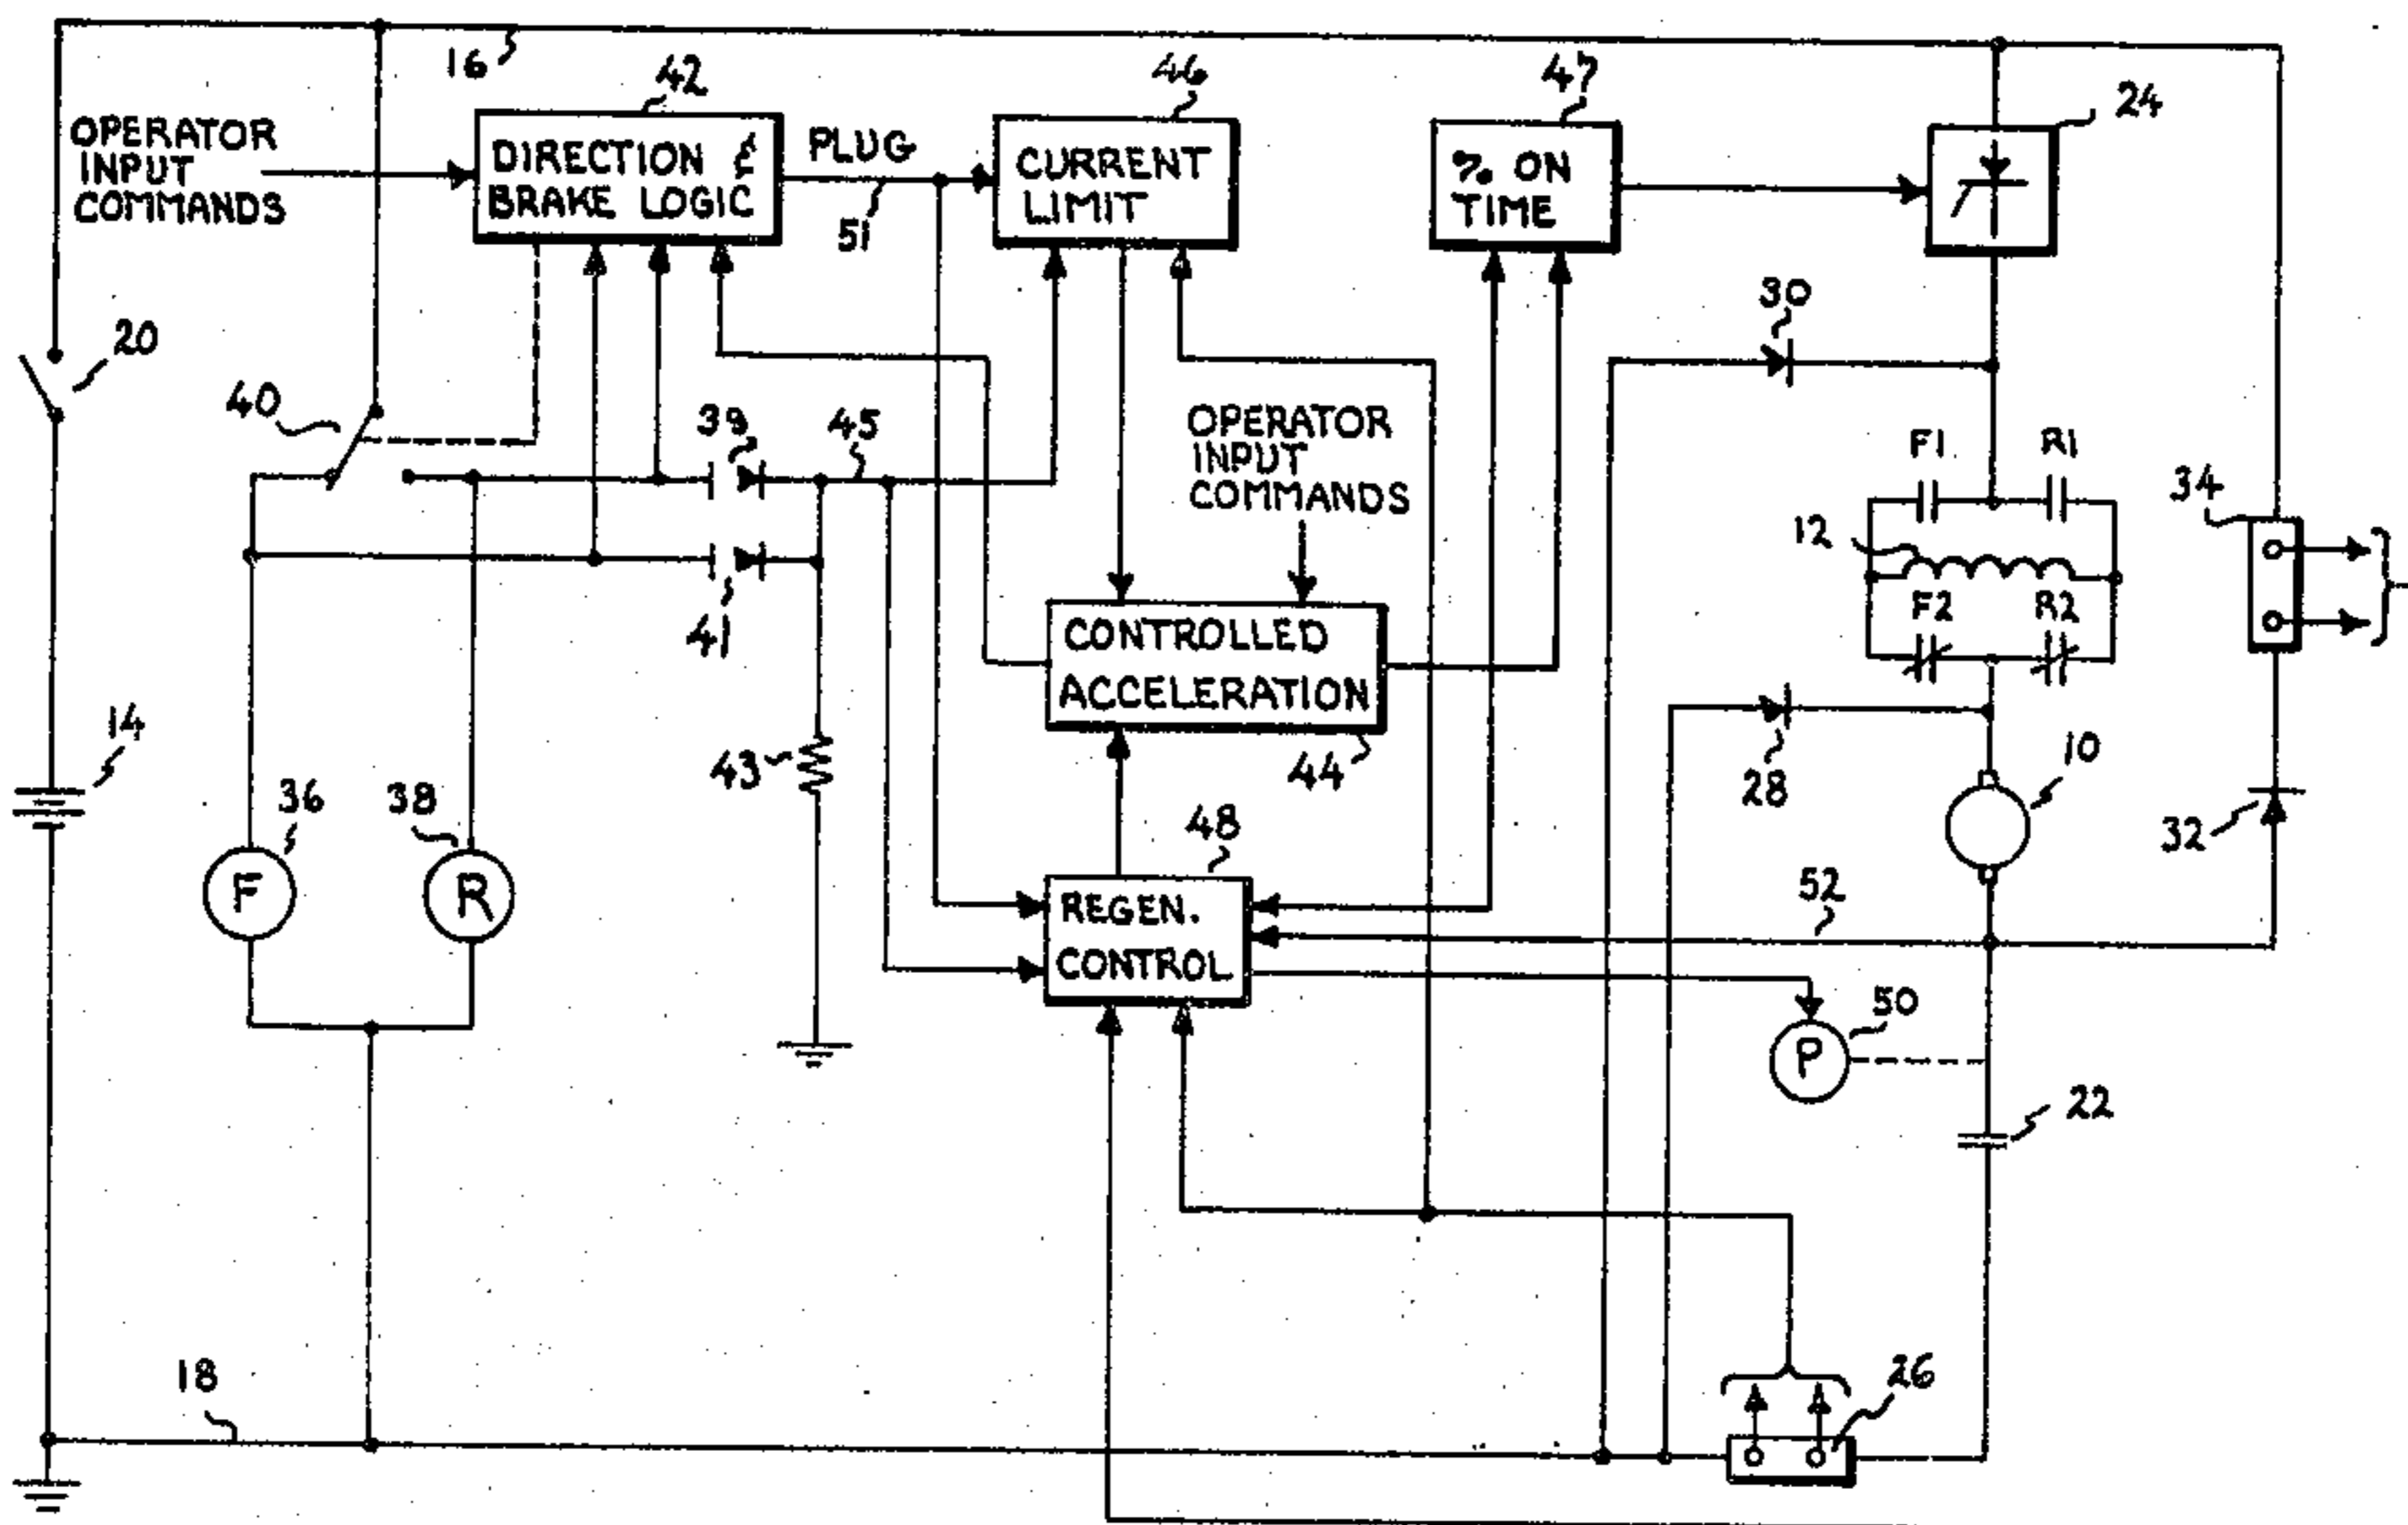 16
42
46
47
24
OPERATOR
INPUT
COMMANDS
DIRECTION &
BRAKE LOGIC
PLUG
51
CURRENT
LIMIT
% ON
TIME
30
20
40
39
45
OPERATOR
INPUT
COMMANDS
F1
R1
34
12
41
F2
R2
CONTROLLED
ACCELERATION
14
36
38
43
48
44
28
10
32
F
R
REGEN.
CONTROL
52
50
P
22
18
26